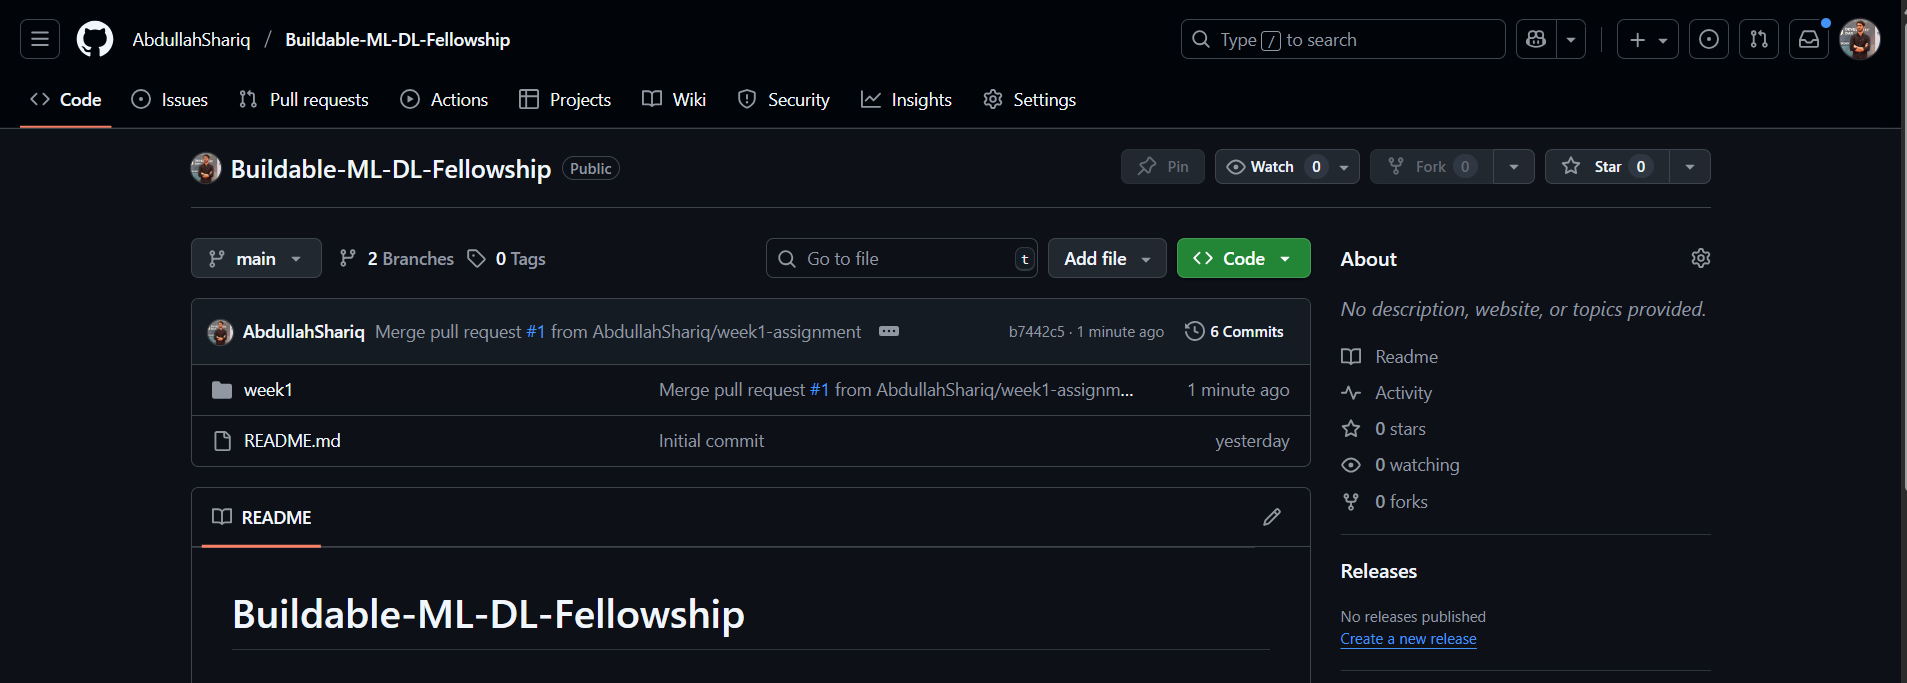 AbdullahShariq / Buildable-ML-DL-Fellowship
Type / to search
Code Issues Pull requests Actions Projects Wiki Security Insights Settings
Buildable-ML-DL-Fellowship Public
Pin Watch 0 Fork 0 Star 0
main 2 Branches 0 Tags Go to file t Add file Code
AbdullahShariq Merge pull request #1 from AbdullahShariq/week1-assignment b7442c5 · 1 minute ago 6 Commits
week1 Merge pull request #1 from AbdullahShariq/week1-assignm... 1 minute ago
README.md Initial commit yesterday
README
Buildable-ML-DL-Fellowship
About
No description, website, or topics provided.
Readme
Activity
0 stars
0 watching
0 forks
Releases
No releases published
Create a new release